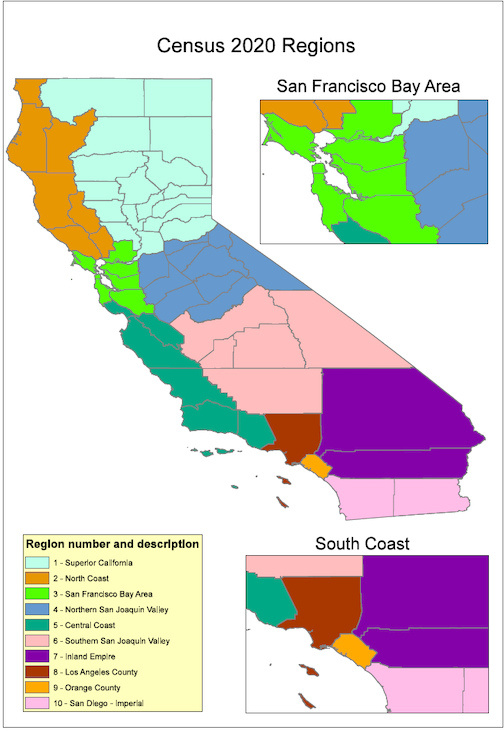 Census 2020 Regions
San Francisco Bay Area
Region number and description
1 - Superior California
2 - North Coast
3 - San Francisco Bay Area
4 - Northern San Joaquin Valley
5 - Central Coast
6 - Southern San Joaquin Valley
7 - Inland Empire
8 - Los Angeles County
9 - Orange County
10 - San Diego - Imperial
South Coast